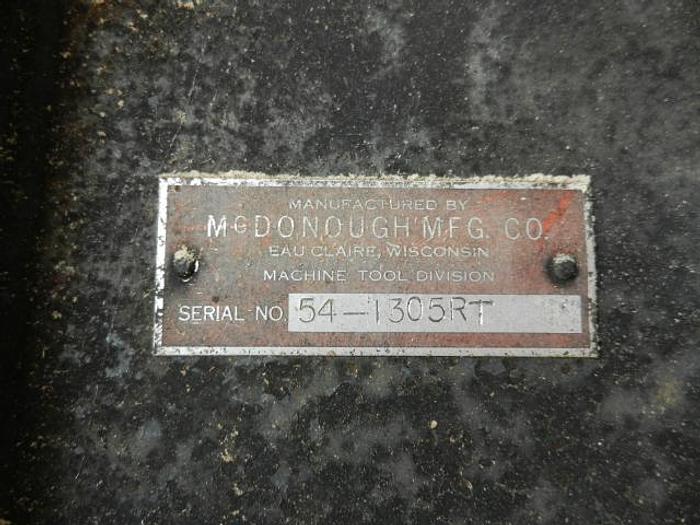 MANUFACTURED BY
McDONOUGH MFG. CO.
EAU CLAIRE, WISCONSIN
MACHINE TOOL DIVISION
SERIAL NO. 54-1305RT